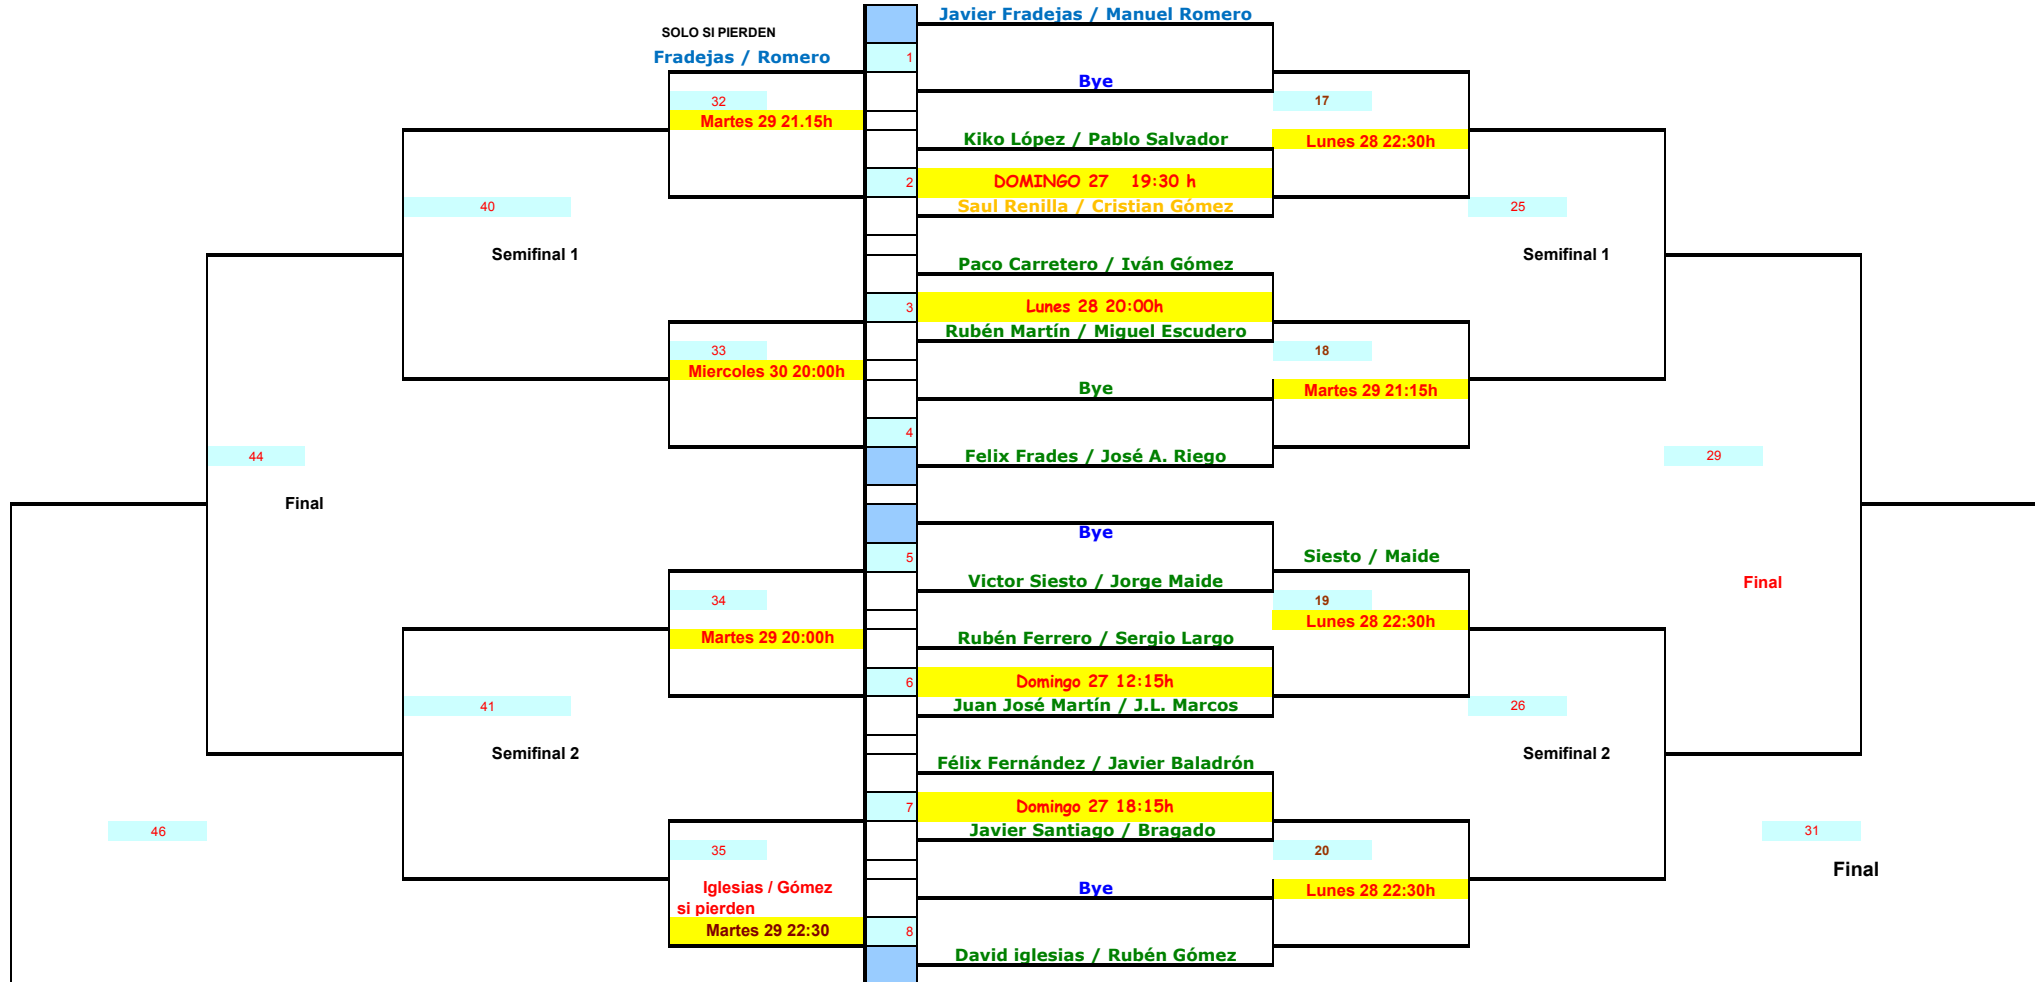 Javier Fradejas / Manuel Romero
SOLO SI PIERDEN
Fradejas / Romero
1
Bye
32
17
Martes 29 21.15h
Kiko López / Pablo Salvador
Lunes 28 22:30h
2
DOMINGO 27 19:30 h
40
Saul Renilla / Cristian Gómez
25
Semifinal 1
Paco Carretero / Iván Gómez
Semifinal 1
3
Lunes 28 20:00h
Rubén Martín / Miguel Escudero
33
18
Miercoles 30 20:00h
Bye
Martes 29 21:15h
4
44
Felix Frades / José A. Riego
29
Final
Bye
5
Siesto / Maide
Victor Siesto / Jorge Maide
Final
34
19
Lunes 28 22:30h
Martes 29 20:00h
Rubén Ferrero / Sergio Largo
6
Domingo 27 12:15h
41
Juan José Martín / J.L. Marcos
26
Semifinal 2
Félix Fernández / Javier Baladrón
Semifinal 2
7
Domingo 27 18:15h
46
Javier Santiago / Bragado
31
35
20
Final
Iglesias / Gómez
si pierden
Bye
Lunes 28 22:30h
Martes 29 22:30
8
David iglesias / Rubén Gómez